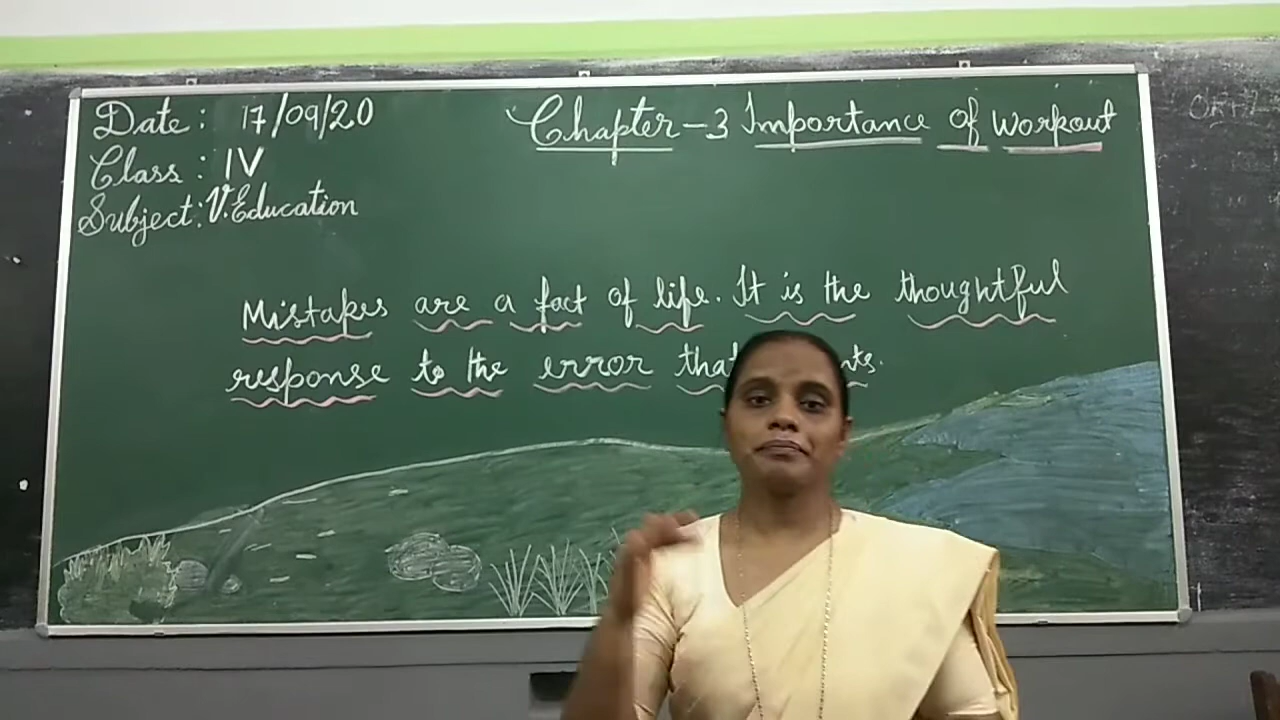 Date: 17/09/20
Chapter-3 Importance of Workout
Class: IV
Subject: V.Education
Mistakes are a fact of life. It is the thoughtful
response to the error